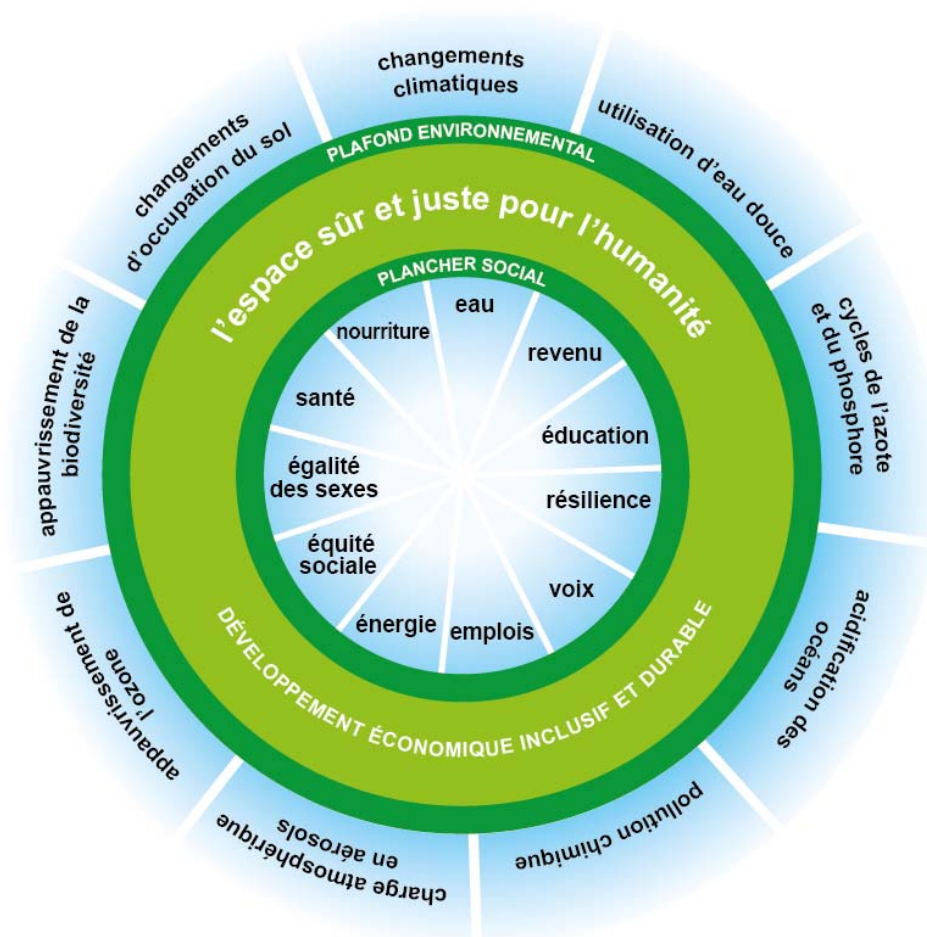 changements
climatiques
utilisation d'eau douce
cycles de l'azote
et du phosphore
acidification des
océans
pollution chimique
charge atmosphérique
en aérosols
appauvrissement de
l'ozone
appauvrissement de la
biodiversité
changements
d'occupation du sol
PLAFOND ENVIRONNEMENTAL
l'espace sûr et juste pour l'humanité
PLANCHER SOCIAL
eau
revenu
éducation
résilience
voix
emplois
énergie
équité
sociale
égalité
des sexes
santé
nourriture
DÉVELOPPEMENT ÉCONOMIQUE INCLUSIF ET DURABLE